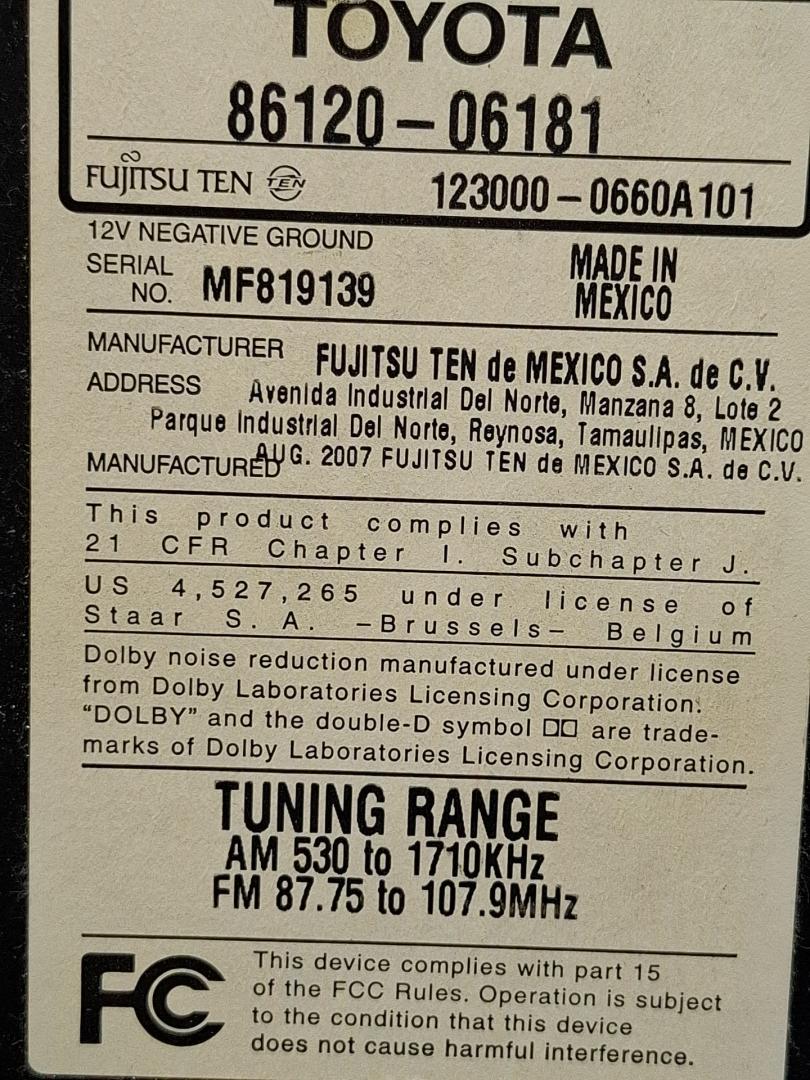 TOYOTA
86120-06181
FUJITSU TEN TEN 123000-0660A101
12V NEGATIVE GROUND
SERIAL NO. MF819139
MADE IN MEXICO
MANUFACTURER FUJITSU TEN de MEXICO S.A. de C.V.
ADDRESS Avenida Industrial Del Norte, Manzana 8, Lote 2
Parque Industrial Del Norte, Reynosa, Tamaulipas, MEXICO
MANUFACTURED AUG. 2007 FUJITSU TEN de MEXICO S.A. de C.V.
This product complies with
21 CFR Chapter I. Subchapter J.
US 4,527,265 under license of
Staar S. A. -Brussels- Belgium
Dolby noise reduction manufactured under license
from Dolby Laboratories Licensing Corporation.
“DOLBY” and the double-D symbol are trade-
marks of Dolby Laboratories Licensing Corporation.
TUNING RANGE
AM 530 to 1710KHz
FM 87.75 to 107.9MHz
FC This device complies with part 15
of the FCC Rules. Operation is subject
to the condition that this device
does not cause harmful interference.